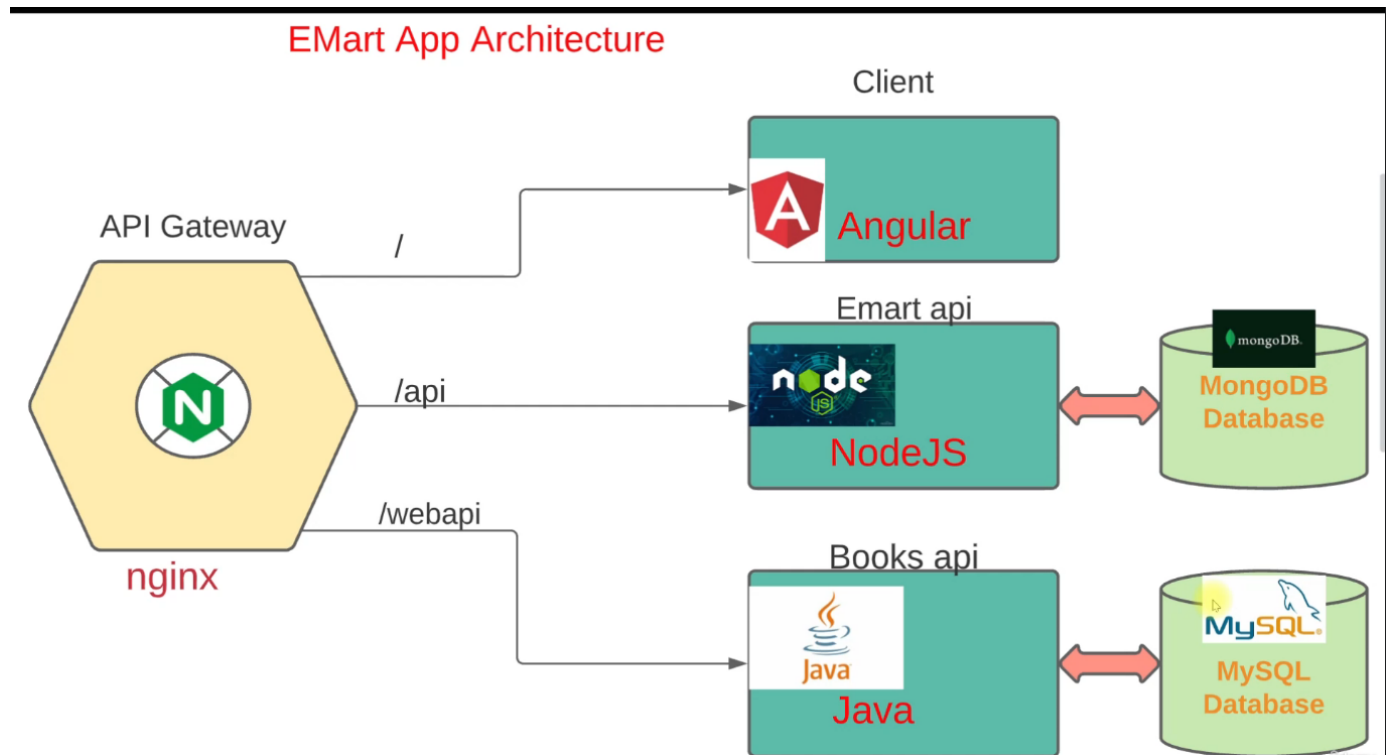 EMart App Architecture
Client
Angular
API Gateway
/
Emart api
node
JS
NodeJS
mongoDB.
MongoDB
Database
/api
/webapi
nginx
N
Books api
Java
Java
MySQL®
MySQL
Database